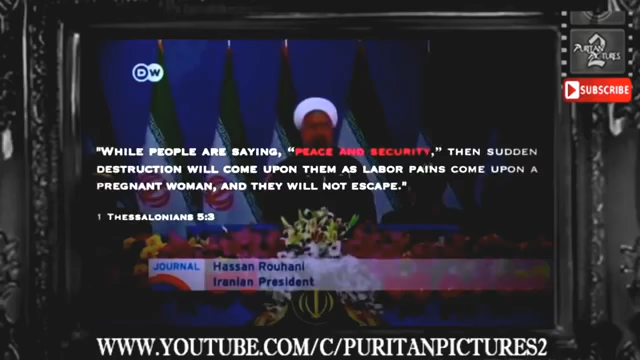 DW
PURITAN
PICTURES
2
SUBSCRIBE
"WHILE PEOPLE ARE SAYING, “PEACE AND SECURITY,” THEN SUDDEN
DESTRUCTION WILL COME UPON THEM AS LABOR PAINS COME UPON A
PREGNANT WOMAN, AND THEY WILL NOT ESCAPE."
1 THESSALONIANS 5:3
JOURNAL
Hassan Rouhani
Iranian President
WWW.YOUTUBE.COM/C/PURITANPICTURES2